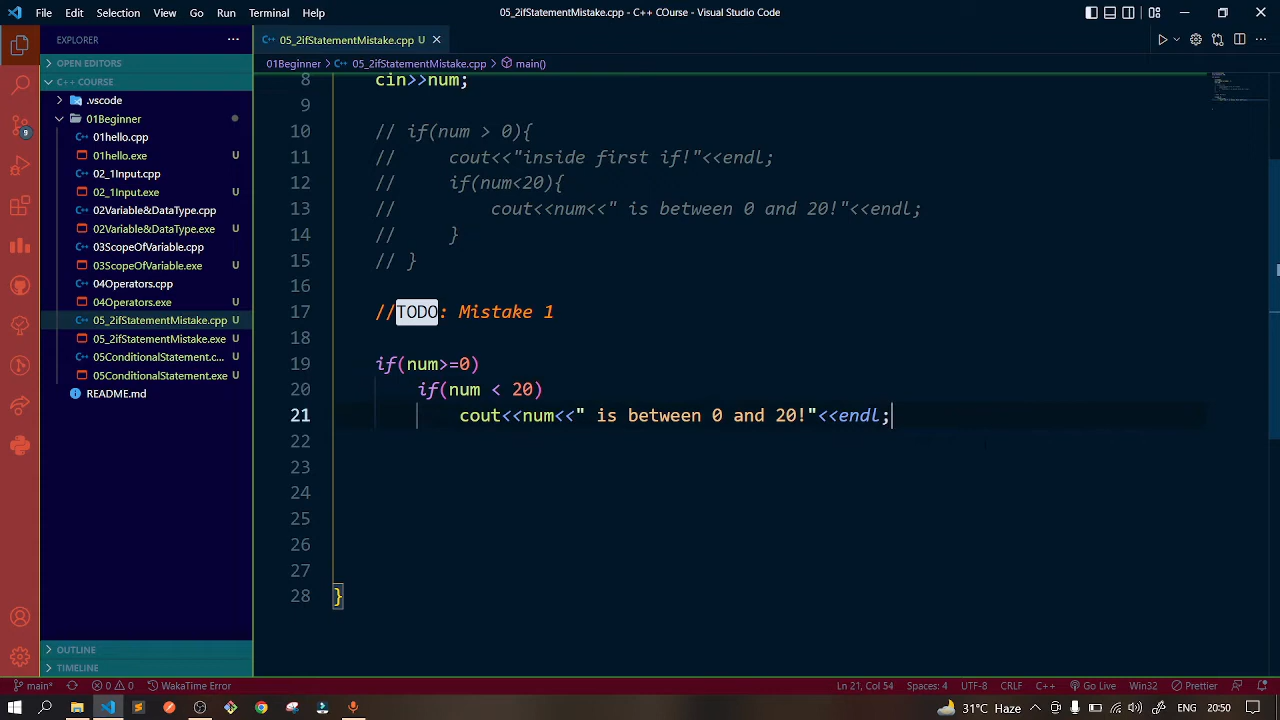 File Edit Selection View Go Run Terminal Help
05_2ifStatementMistake.cpp - C++ COurse - Visual Studio Code
EXPLORER
OPEN EDITORS
C++ COURSE
.vscode
01Beginner
01hello.cpp
01hello.exe U
02_1Input.cpp
02_1Input.exe U
02Variable&DataType.cpp
02Variable&DataType.exe U
03ScopeOfVariable.cpp
03ScopeOfVariable.exe U
04Operators.cpp
04Operators.exe U
05_2ifStatementMistake.cpp U
05_2ifStatementMistake.exe U
05ConditionalStatement.c... U
05ConditionalStatement.exe U
README.md
OUTLINE
TIMELINE
9
05_2ifStatementMistake.cpp U
01Beginner > 05_2ifStatementMistake.cpp > main()
8 cin>>num;
9
10 // if(num > 0){
11 //     cout<<"inside first if!"<<endl;
12 //     if(num<20){
13 //         cout<<num<<" is between 0 and 20!"<<endl;
14 //     }
15 // }
16
17 //TODO: Mistake 1
18
19 if(num>=0)
20     if(num < 20)
21         cout<<num<<" is between 0 and 20!"<<endl;
22
23
24
25
26
27
28 }
main* 0 0 WakaTime Error Ln 21, Col 54 Spaces: 4 UTF-8 CRLF C++ Go Live Win32 Prettier
31°C Haze ENG 20:50